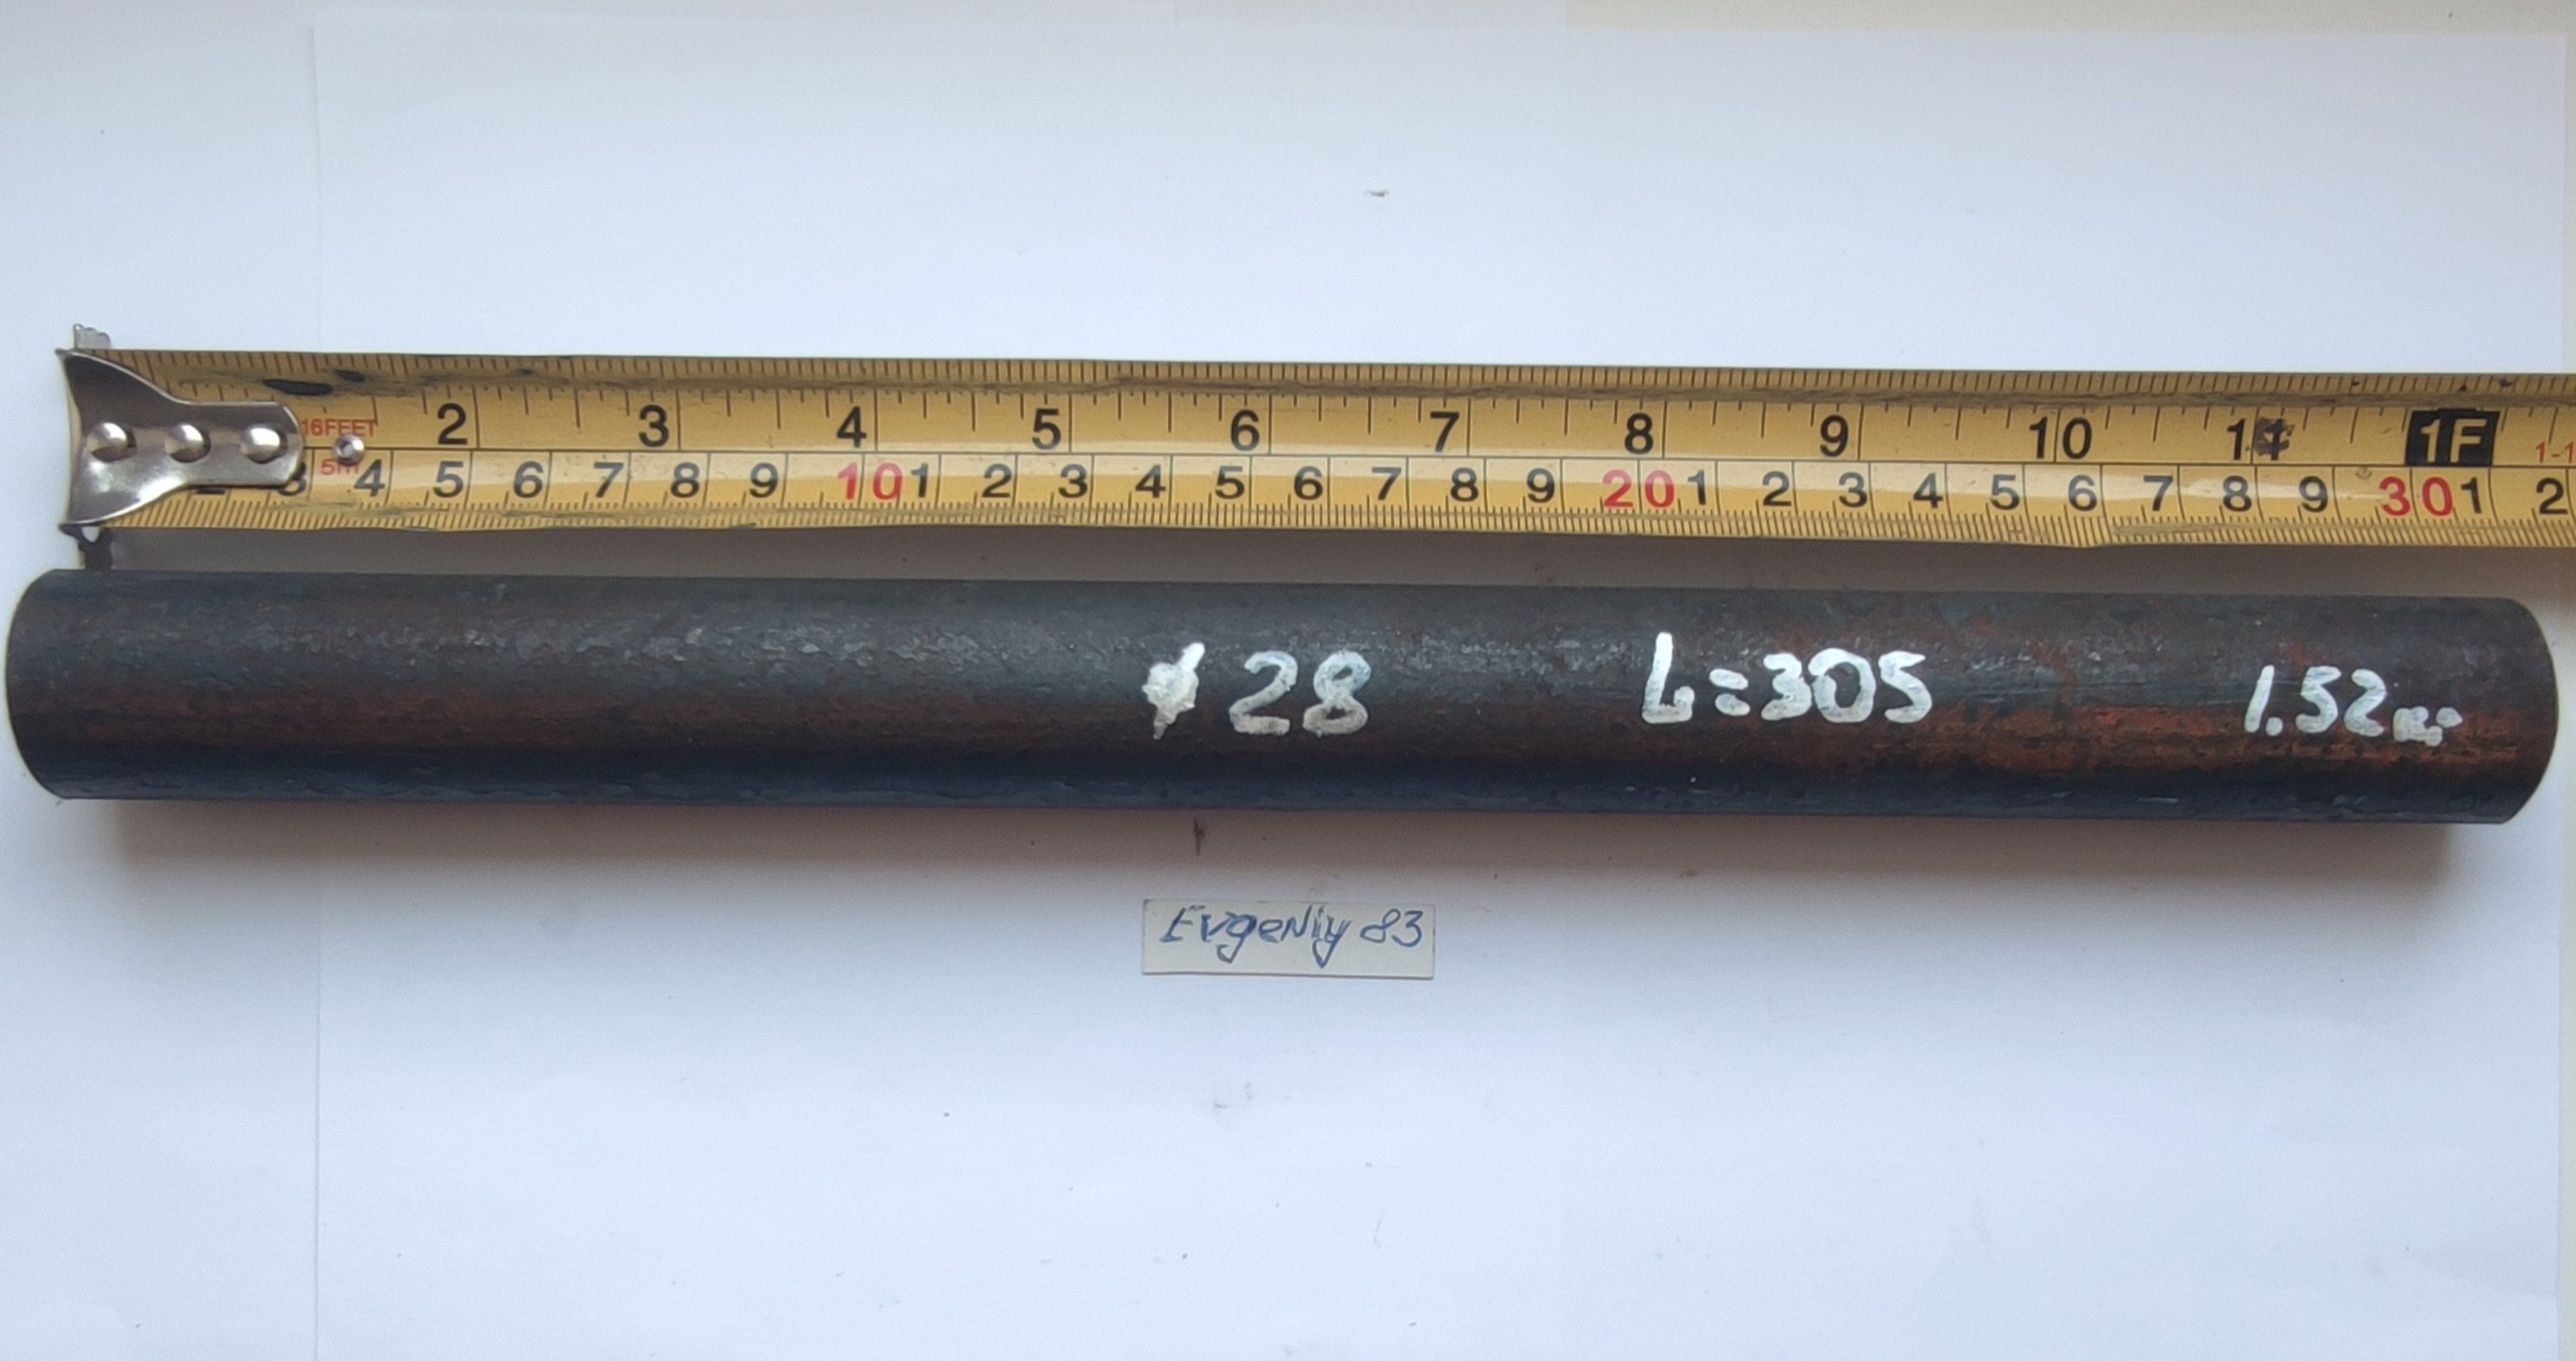 16FEET 2 3 4 5 6 7 8 9 10 11 1F 1-1
5m
3 4 5 6 7 8 9 10 1 2 3 4 5 6 7 8 9 20 1 2 3 4 5 6 7 8 9 30 1 2
⌀ 28 L=305 1.52кг
Evgeniy 83